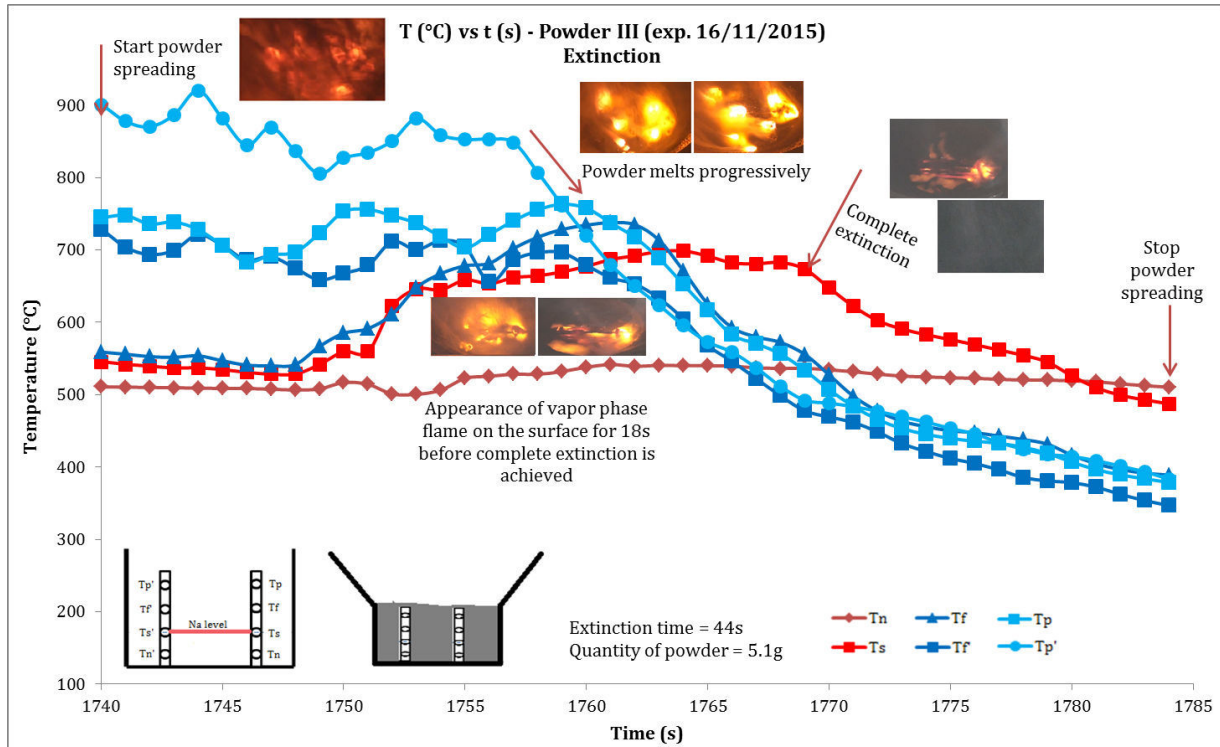 T (°C) vs t (s) - Powder III (exp. 16/11/2015)
Extinction
Start powder
spreading
Powder melts progressively
Complete
extinction
Stop
powder
spreading
Appearance of vapor phase
flame on the surface for 18s
before complete extinction is
achieved
Temperature (°C)
900
800
700
600
500
400
300
200
100
Tp'
Tp
Tf'
Tf
Na level
Ts'
Ts
Tn'
Tn
Extinction time = 44s
Quantity of powder = 5.1g
Tn
Tf
Tp
Ts
Tf'
Tp'
1740
1745
1750
1755
1760
1765
1770
1775
1780
1785
Time (s)